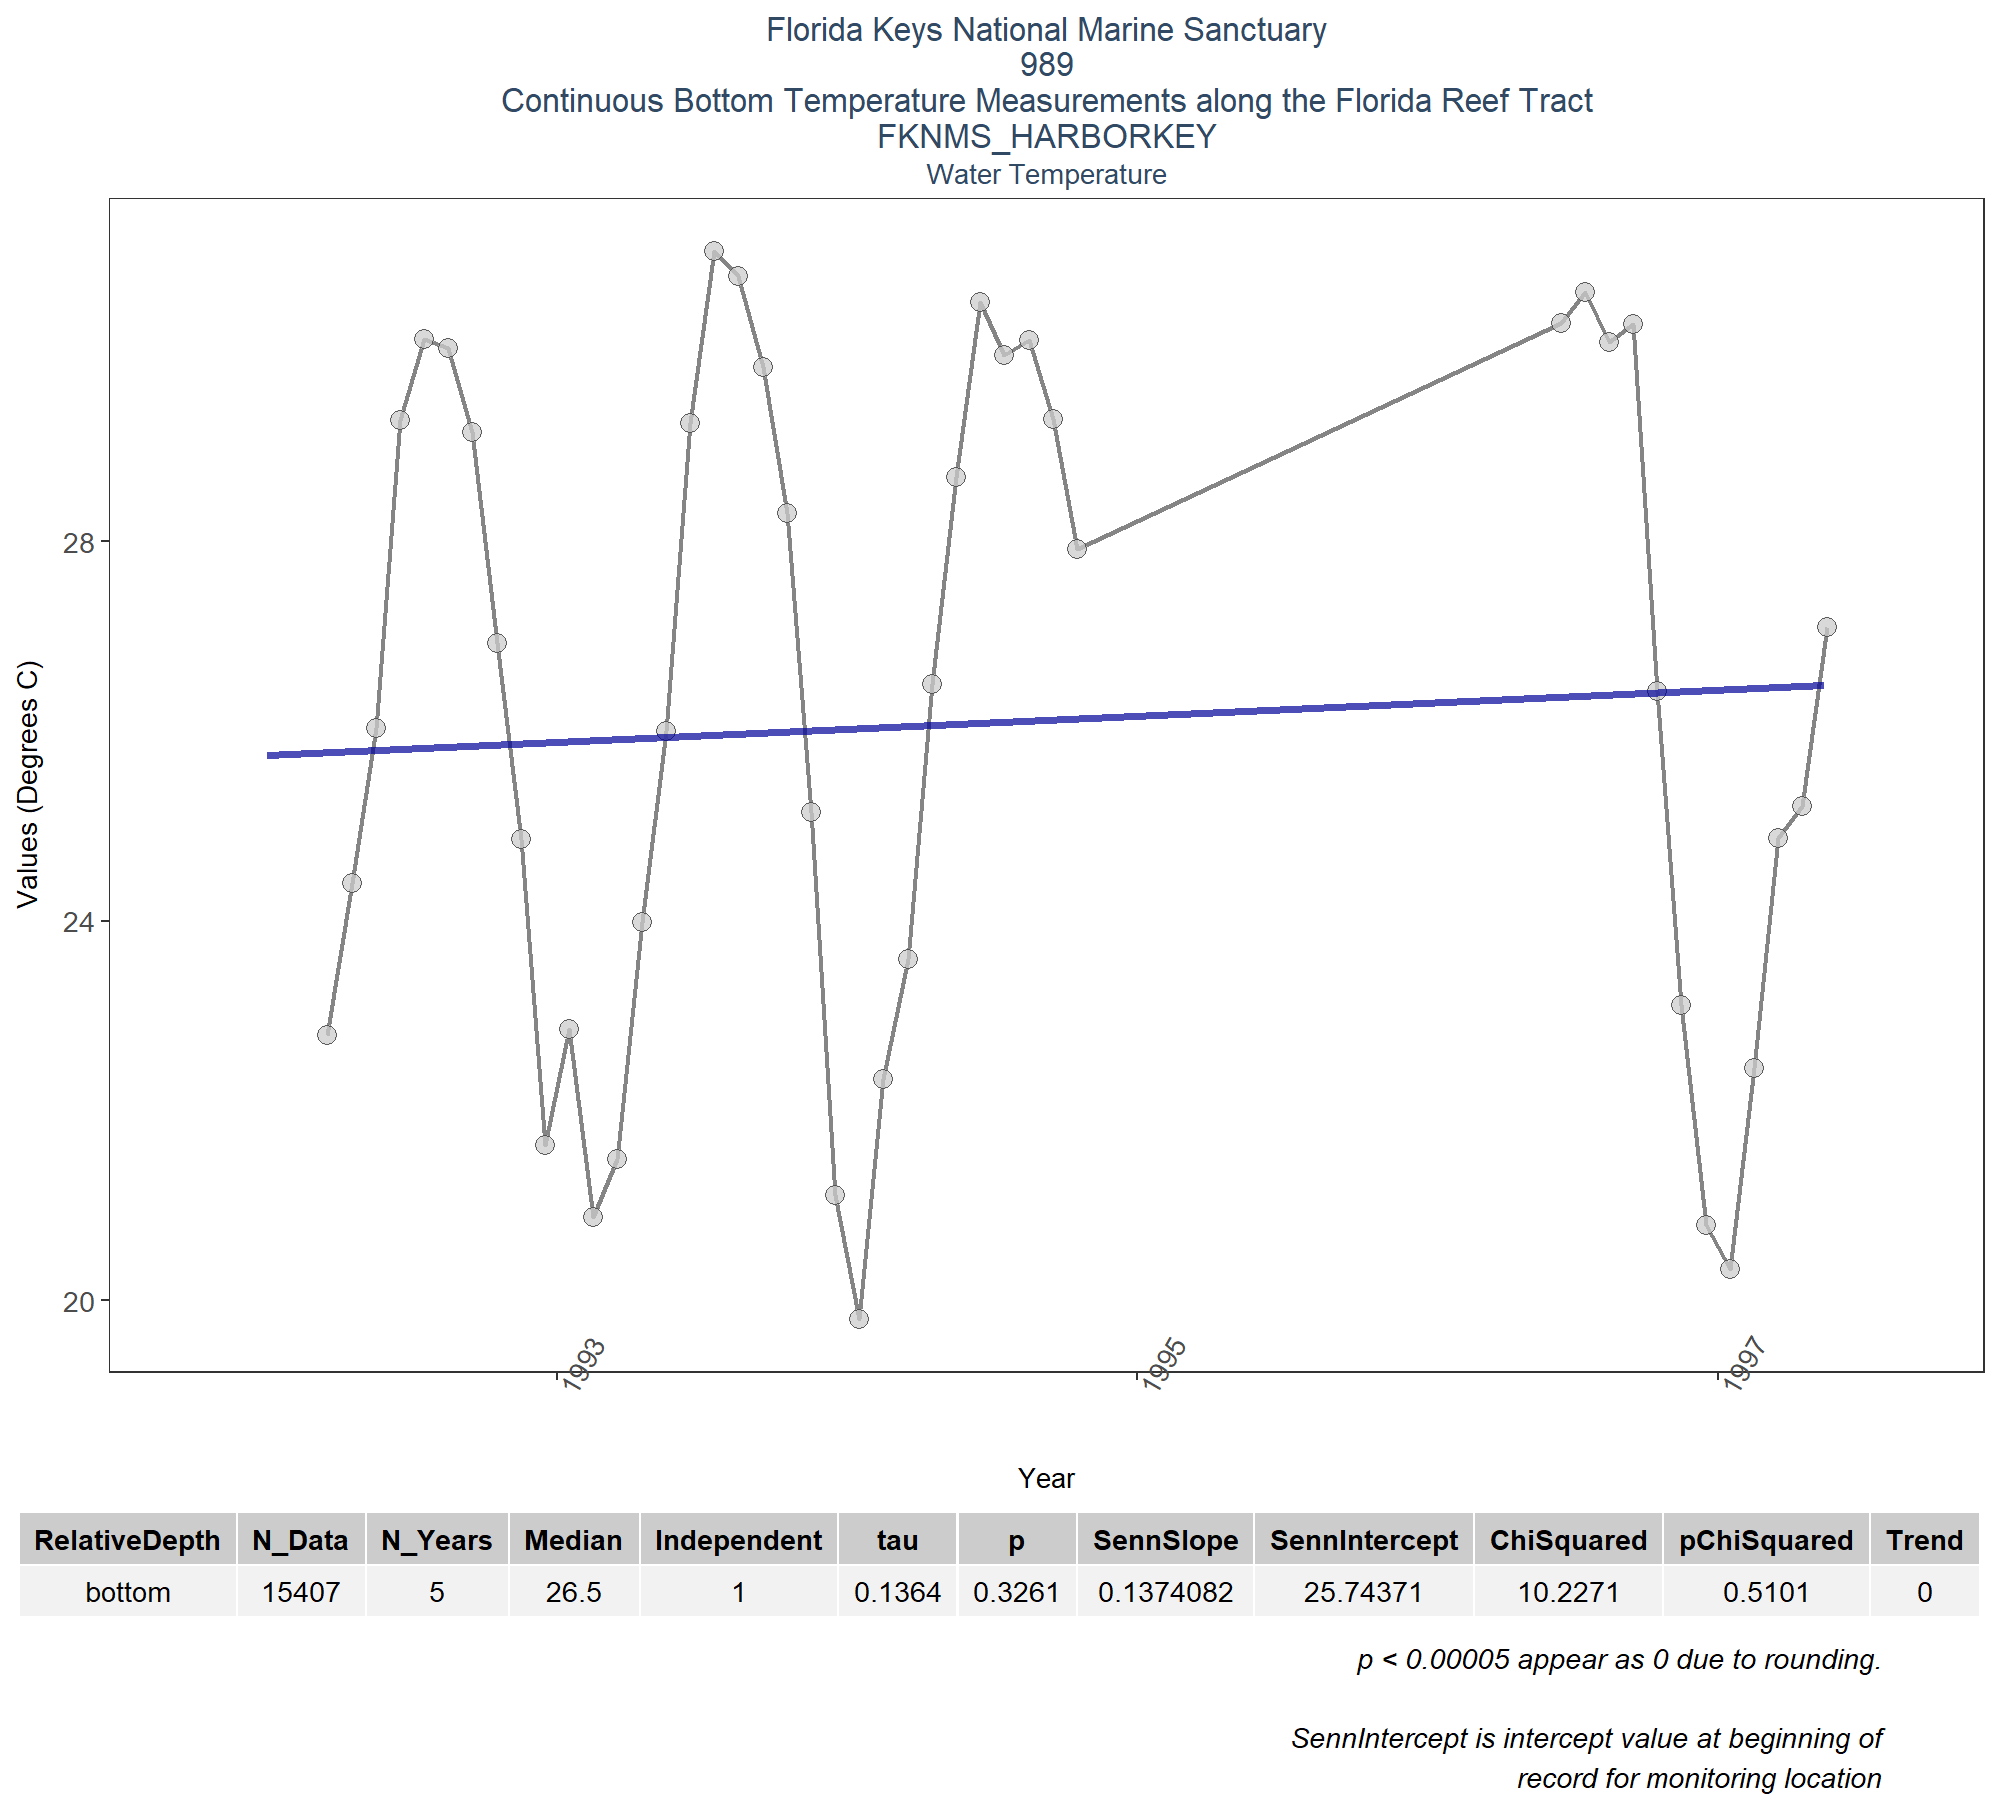 Florida Keys National Marine Sanctuary
989
Continuous Bottom Temperature Measurements along the Florida Reef Tract
FKNMS_HARBORKEY
Water Temperature
Values (Degrees C)
28
24
20
1993 1995 1997
Year
RelativeDepth N_Data N_Years Median Independent tau p SennSlope SennIntercept ChiSquared pChiSquared Trend
bottom 15407 5 26.5 1 0.1364 0.3261 0.1374082 25.74371 10.2271 0.5101 0
p < 0.00005 appear as 0 due to rounding.
SennIntercept is intercept value at beginning of
record for monitoring location